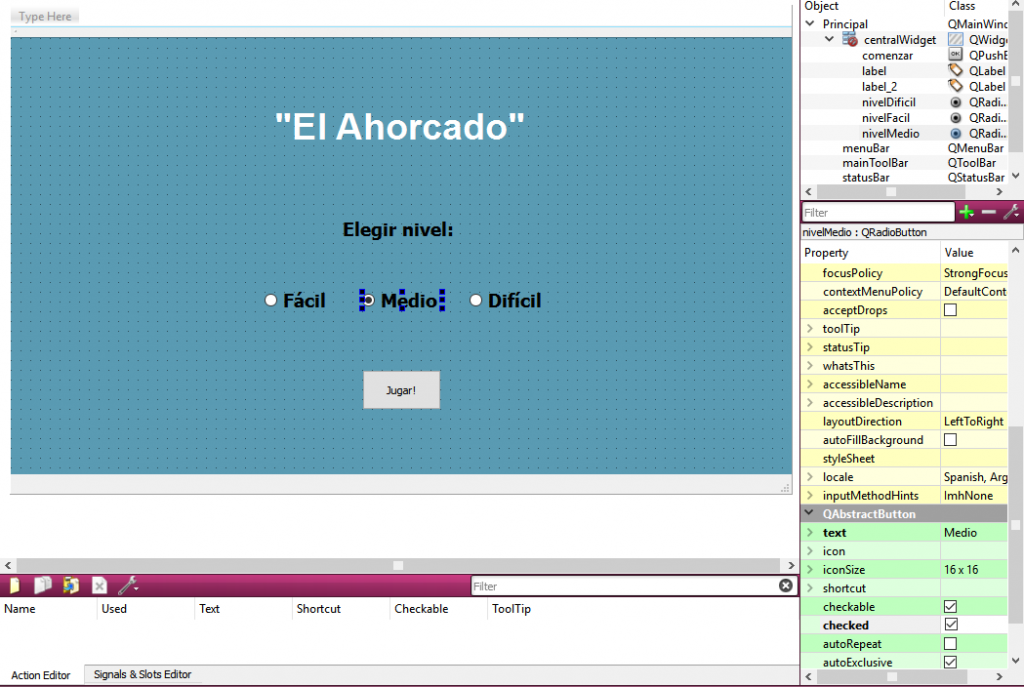 Type Here
"El Ahorcado"
Elegir nivel:
Fácil Medio Difícil
Jugar!
Filter
Name Used Text Shortcut Checkable ToolTip
Action Editor Signals & Slots Editor
Object Class
Principal QMainWind
centralWidget QWidg
comenzar QPushB
label QLabel
label_2 QLabel
nivelDificil QRadi...
nivelFacil QRadi...
nivelMedio QRadi...
menuBar QMenuBar
mainToolBar QToolBar
statusBar QStatusBar
Filter
nivelMedio : QRadioButton
Property Value
focusPolicy StrongFocus
contextMenuPolicy DefaultCont
acceptDrops
toolTip
statusTip
whatsThis
accessibleName
accessibleDescription
layoutDirection LeftToRight
autoFillBackground
styleSheet
locale Spanish, Arg
inputMethodHints ImhNone
QAbstractButton
text Medio
icon
iconSize 16 x 16
shortcut
checkable
checked
autoRepeat
autoExclusive